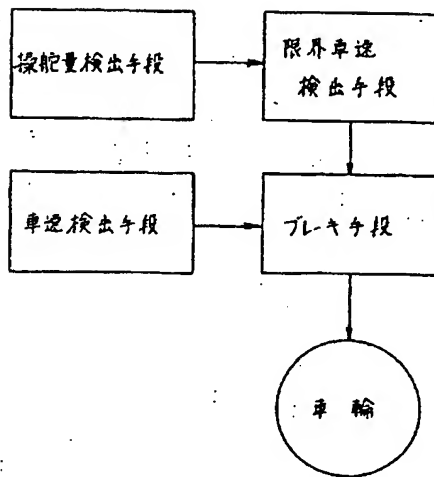 操舵量検出手段
限界車速
検出手段
車速検出手段
ブレーキ手段
車輪